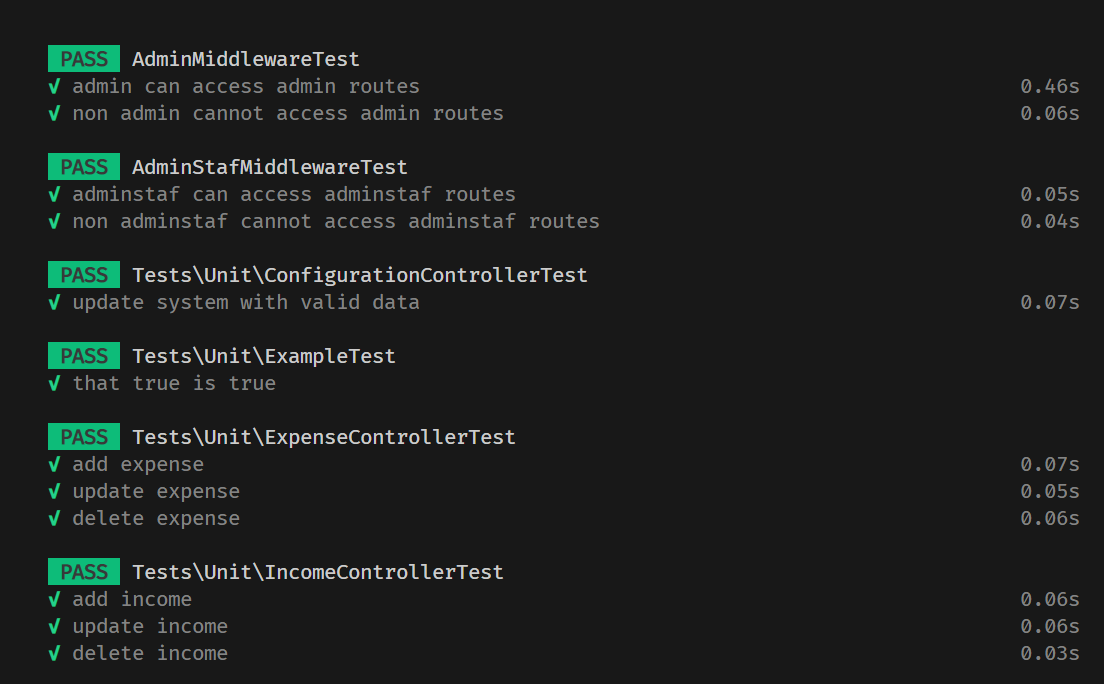 PASS AdminMiddlewareTest
✓ admin can access admin routes 0.46s
✓ non admin cannot access admin routes 0.06s
PASS AdminStafMiddlewareTest
✓ adminstaf can access adminstaf routes 0.05s
✓ non adminstaf cannot access adminstaf routes 0.04s
PASS Tests\Unit\ConfigurationControllerTest
✓ update system with valid data 0.07s
PASS Tests\Unit\ExampleTest
✓ that true is true
PASS Tests\Unit\ExpenseControllerTest
✓ add expense 0.07s
✓ update expense 0.05s
✓ delete expense 0.06s
PASS Tests\Unit\IncomeControllerTest
✓ add income 0.06s
✓ update income 0.06s
✓ delete income 0.03s